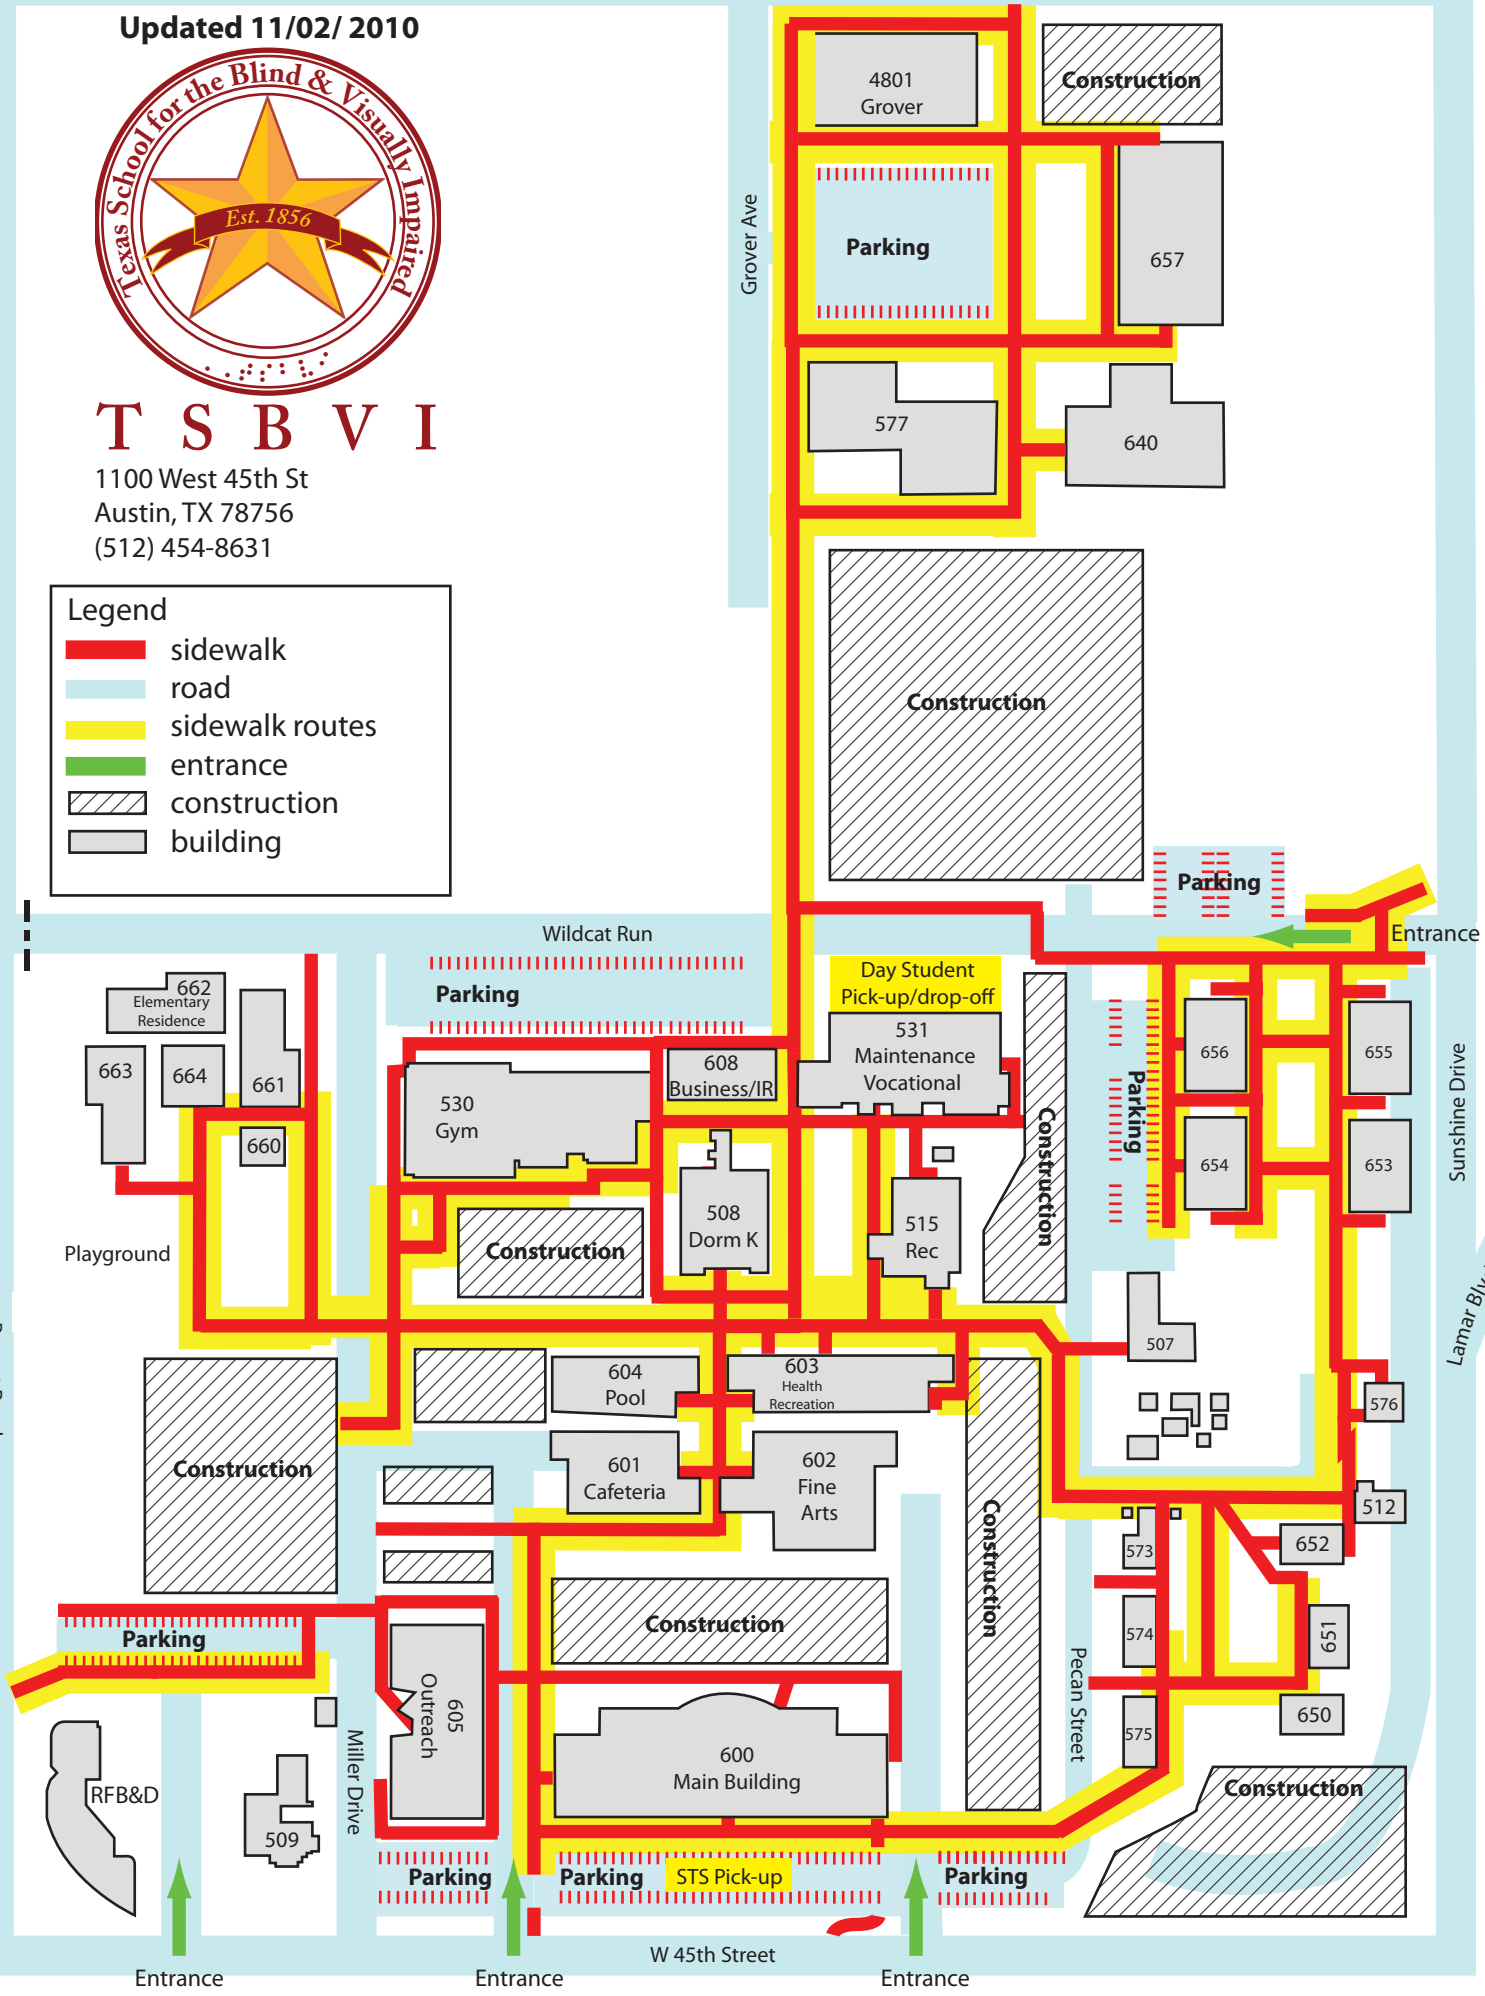 Updated 11/02/ 2010
Texas School for the Blind & Visually Impaired
Est. 1856
T S B V I
1100 West 45th St
Austin, TX 78756
(512) 454-8631
Legend
sidewalk
road
sidewalk routes
entrance
construction
building
4801
Grover
Construction
Grover Ave
Parking
657
577
640
Construction
Parking
Wildcat Run
Entrance
Parking
Day Student
Pick-up/drop-off
662
Elementary
Residence
663
664
661
660
Playground
530
Gym
608
Business/IR
531
Maintenance
Vocational
Construction
508
Dorm K
515
Rec
Construction
Parking
656
655
654
653
Sunshine Drive
507
Lamar
576
604
Pool
603
Health
Recreation
601
Cafeteria
602
Fine
Arts
Construction
Construction
512
573
652
574
651
575
650
Pecan Street
Construction
Parking
605
Outreach
600
Main Building
Construction
RFB&D
509
Miller Drive
Parking
Parking
STS Pick-up
Parking
W 45th Street
Entrance
Entrance
Entrance